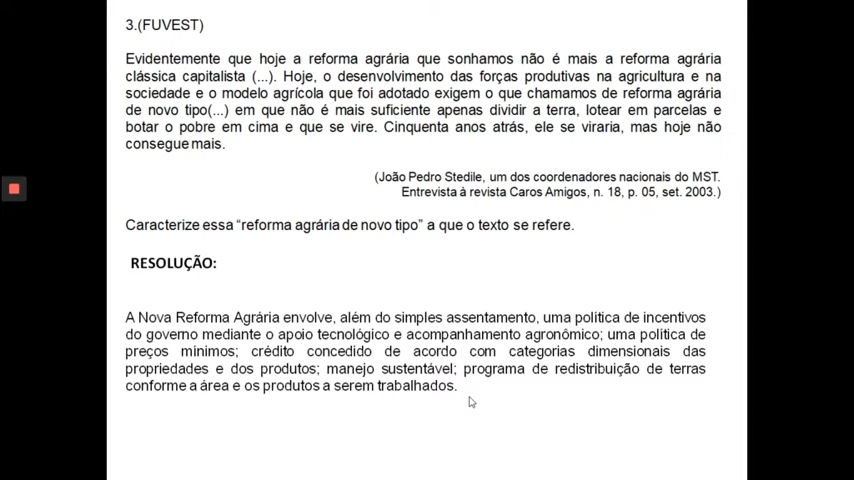 3.(FUVEST)
Evidentemente que hoje a reforma agrária que sonhamos não é mais a reforma agrária
clássica capitalista (...). Hoje, o desenvolvimento das forças produtivas na agricultura e na
sociedade e o modelo agrícola que foi adotado exigem o que chamamos de reforma agrária
de novo tipo(...) em que não é mais suficiente apenas dividir a terra, lotear em parcelas e
botar o pobre em cima e que se vire. Cinquenta anos atrás, ele se viraria, mas hoje não
consegue mais.
(João Pedro Stedile, um dos coordenadores nacionais do MST.
Entrevista à revista Caros Amigos, n. 18, p. 05, set. 2003.)
Caracterize essa “reforma agrária de novo tipo” a que o texto se refere.
RESOLUÇÃO:
A Nova Reforma Agrária envolve, além do simples assentamento, uma política de incentivos
do governo mediante o apoio tecnológico e acompanhamento agronômico; uma política de
preços mínimos; crédito concedido de acordo com categorias dimensionais das
propriedades e dos produtos; manejo sustentável; programa de redistribuição de terras
conforme a área e os produtos a serem trabalhados.